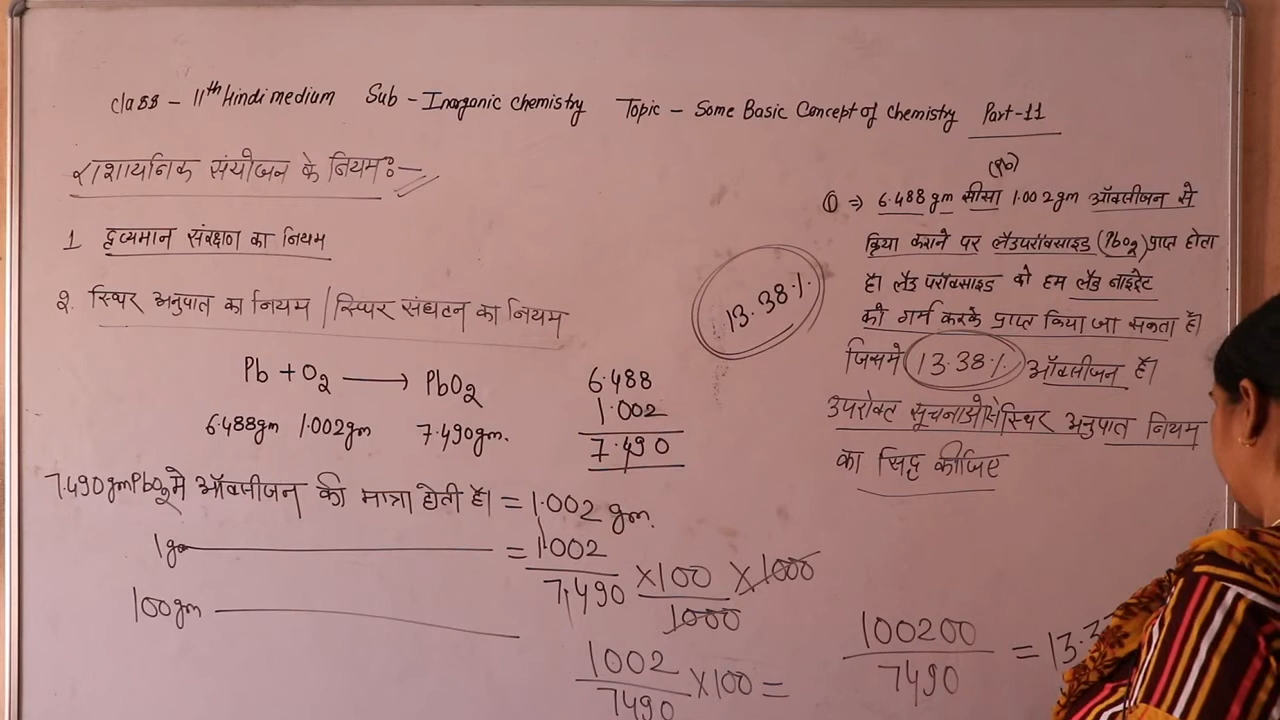 Class - 11th Hindi medium Sub - Inorganic chemistry Topic - Some Basic Concept of Chemistry Part-11
राशायनिक संयोजन के नियम:-
1 द्रव्यमान संरक्षण का नियम
2. स्थिर अनुपात का नियम / स्थिर संघटन का नियम
Pb + O2 → PbO2
6.488gm 1.002gm 7.490gm.
6.488
1.002
7.490
7.490gm PbO2 मे ऑक्सीजन की मात्रा होती है। = 1.002 gm.
1gm = 1.002
7.490 ×100 ×1000
1000
100gm
1002
7490 ×100 =
100200
7490 = 13.3
13.38%
(Pb)
① ⇒ 6.488gm सीसा 1.002gm ऑक्सीजन से
क्रिया कराने पर लैडपरॉक्साइड (PbO2) प्राप्त होता
है। लैड परॉक्साइड को हम लैड नाइट्रेट
को गर्म करके प्राप्त किया जा सकता है।
जिसमे 13.38% ऑक्सीजन है।
उपरोक्त सूचनाओ से स्थिर अनुपात नियम
का सिद्ध कीजिए